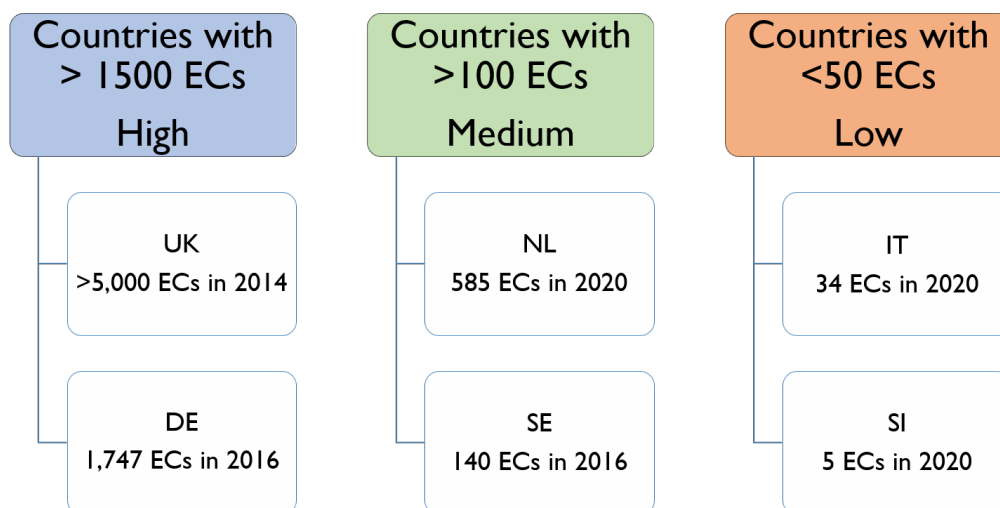 Countries with
> 1500 ECs
High
UK
>5,000 ECs in 2014
DE
1,747 ECs in 2016
Countries with
>100 ECs
Medium
NL
585 ECs in 2020
SE
140 ECs in 2016
Countries with
<50 ECs
Low
IT
34 ECs in 2020
SI
5 ECs in 2020